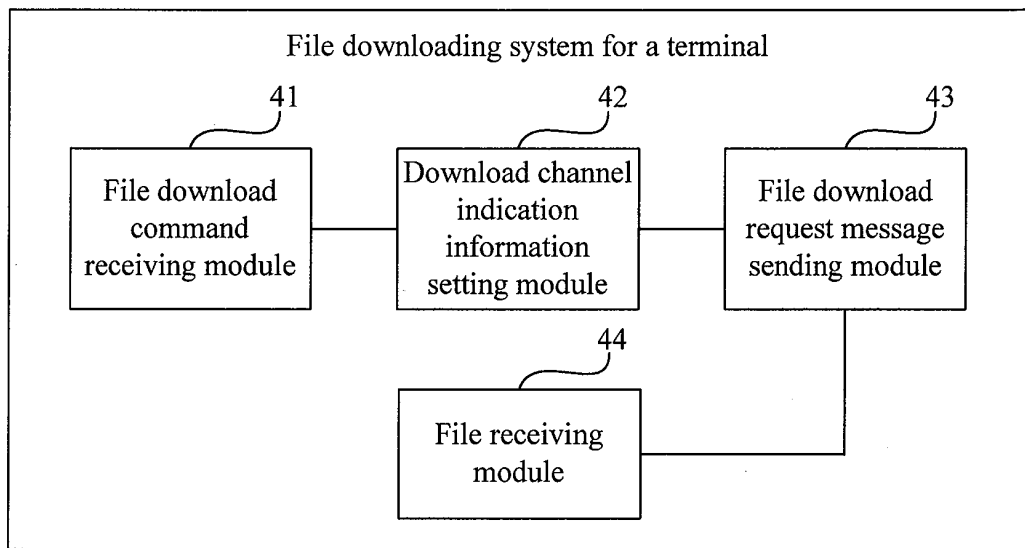 File downloading system for a terminal
41
42
43
File download
command
receiving module
Download channel
indication
information
setting module
File download
request message
sending module
44
File receiving
module